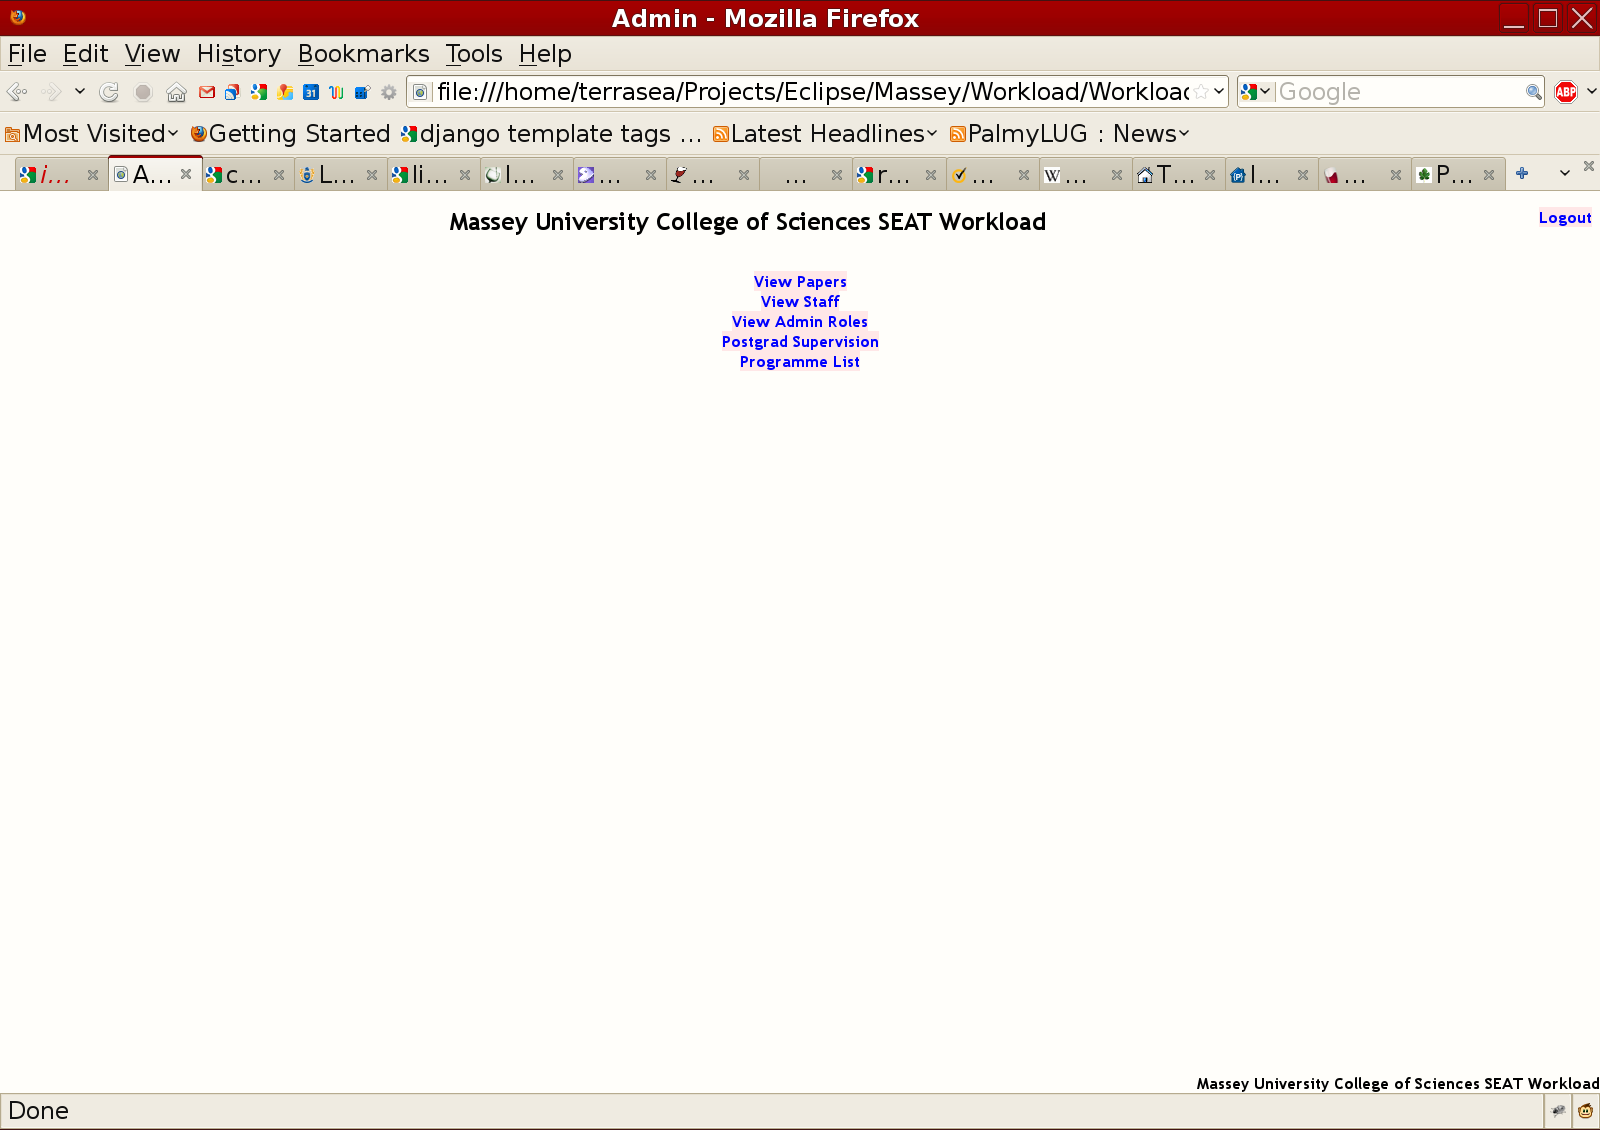 Admin - Mozilla Firefox
File Edit View History Bookmarks Tools Help
31 file:///home/terrasea/Projects/Eclipse/Massey/Workload/Workload Google ABP
Most Visited Getting Started django template tags ... Latest Headlines PalmyLUG : News
i... A... c... L... li... I... ... ... ... r... ... W ... T... I... ... P...
Massey University College of Sciences SEAT Workload
Logout
View Papers
View Staff
View Admin Roles
Postgrad Supervision
Programme List
Massey University College of Sciences SEAT Workload
Done